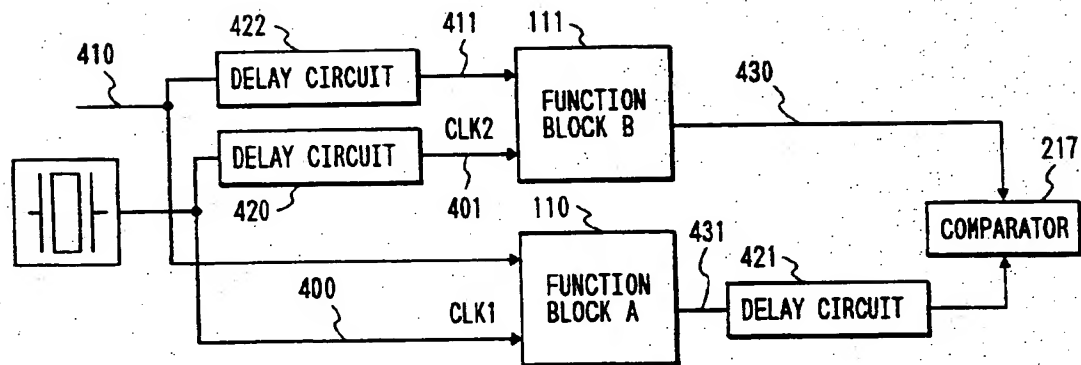 422
411
111
410
DELAY CIRCUIT
FUNCTION
BLOCK B
430
DELAY CIRCUIT
CLK2
420
401
217
110
COMPARATOR
431
421
FUNCTION
BLOCK A
DELAY CIRCUIT
400
CLK1